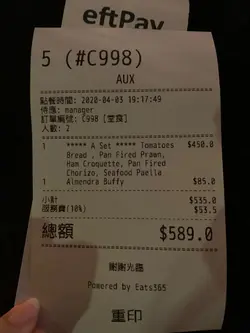 eftPay
5 (#C998)
AUX
點餐時間: 2020-04-03 19:17:49
侍應: manager
訂單編號: C998 [堂食]
人數: 2
1 ***** A Set ***** Tomatoes $450.0
Bread , Pan Fired Prawn,
Ham Croquette, Pan Fired
Chorizo, Seafood Paella
1 Almendra Buffy $85.0
小計 $535.0
服務費(10%) $53.5
總額 $589.0
謝謝光臨
Powered by Eats365
重印